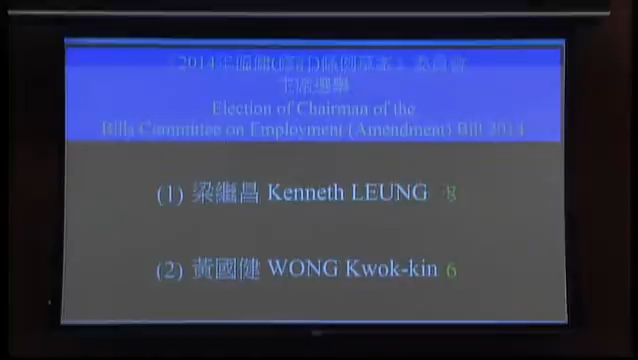 《2014年僱傭(修訂)條例草案》委員會
主席選舉
Election of Chairman of the
Bills Committee on Employment (Amendment) Bill 2014
(1) 梁繼昌 Kenneth LEUNG 8
(2) 黃國健 WONG Kwok-kin 6